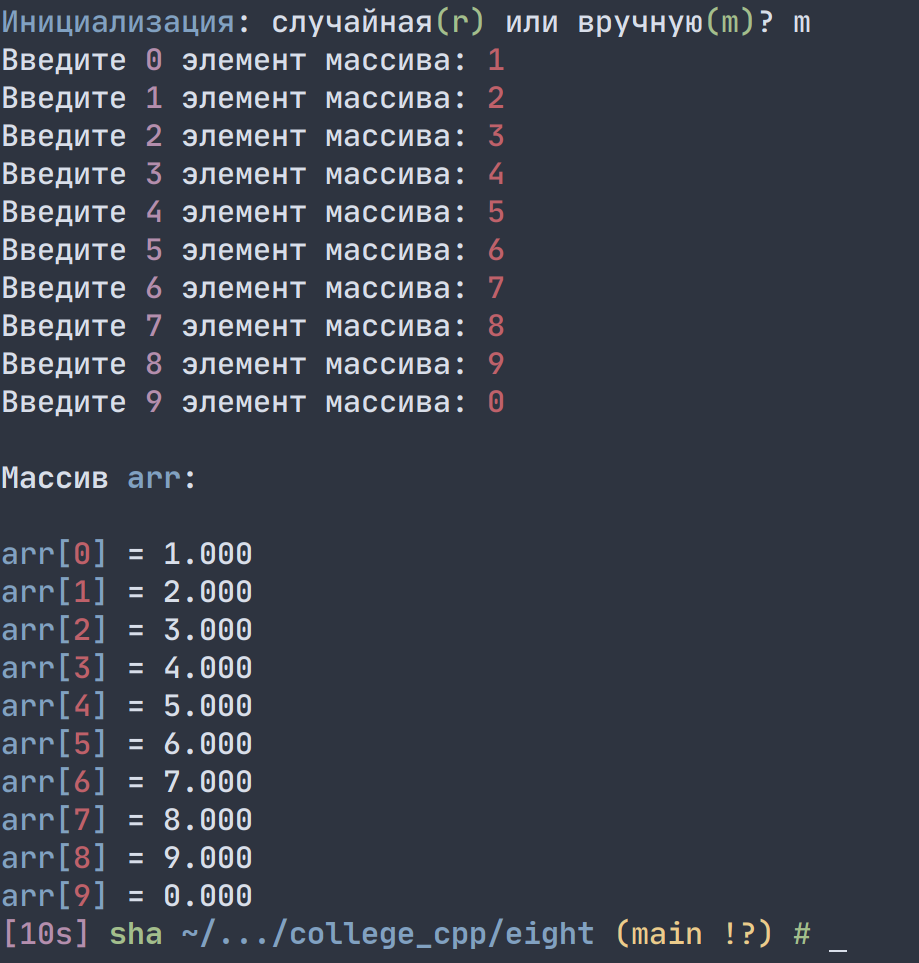 Инициализация: случайная(r) или вручную(m)? m
Введите 0 элемент массива: 1
Введите 1 элемент массива: 2
Введите 2 элемент массива: 3
Введите 3 элемент массива: 4
Введите 4 элемент массива: 5
Введите 5 элемент массива: 6
Введите 6 элемент массива: 7
Введите 7 элемент массива: 8
Введите 8 элемент массива: 9
Введите 9 элемент массива: 0
Массив arr:
arr[0] = 1.000
arr[1] = 2.000
arr[2] = 3.000
arr[3] = 4.000
arr[4] = 5.000
arr[5] = 6.000
arr[6] = 7.000
arr[7] = 8.000
arr[8] = 9.000
arr[9] = 0.000
[10s] sha ~/.../college_cpp/eight (main !?) # _